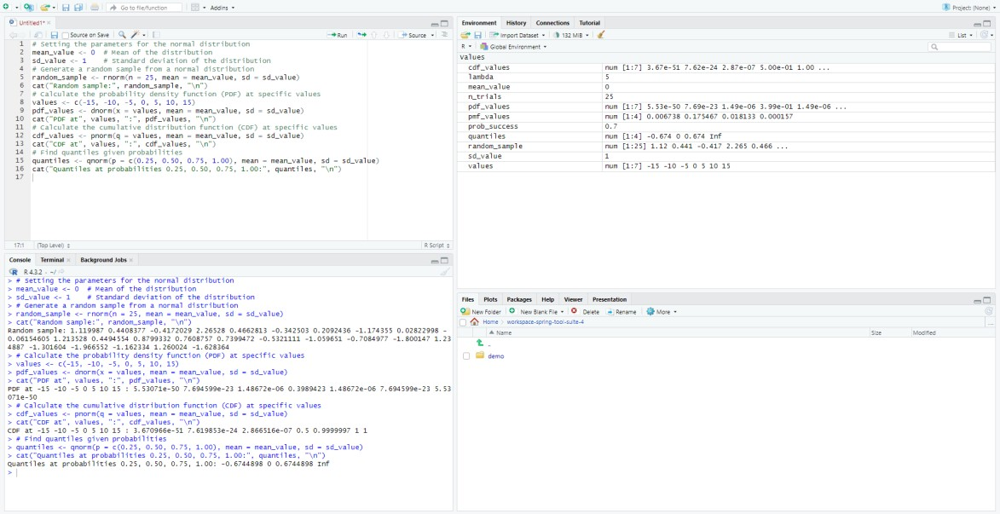 Go to file/function
Addins
Project: (None)
Untitled1*
Source on Save
Run
Source
1 # Setting the parameters for the normal distribution
2 mean_value <- 0  # Mean of the distribution
3 sd_value <- 1    # Standard deviation of the distribution
4 # Generate a random sample from a normal distribution
5 random_sample <- rnorm(n = 25, mean = mean_value, sd = sd_value)
6 cat("Random sample:", random_sample, "\n")
7 # Calculate the probability density function (PDF) at specific values
8 values <- c(-15, -10, -5, 0, 5, 10, 15)
9 pdf_values <- dnorm(x = values, mean = mean_value, sd = sd_value)
10 cat("PDF at", values, ":", pdf_values, "\n")
11 # Calculate the cumulative distribution function (CDF) at specific values
12 cdf_values <- pnorm(q = values, mean = mean_value, sd = sd_value)
13 cat("CDF at", values, ":", cdf_values, "\n")
14 # Find quantiles given probabilities
15 quantiles <- qnorm(p = c(0.25, 0.50, 0.75, 1.00), mean = mean_value, sd = sd_value)
16 cat("Quantiles at probabilities 0.25, 0.50, 0.75, 1.00:", quantiles, "\n")
17
17:1 (Top Level) R Script
Console Terminal Background Jobs
R 4.3.2 · ~/
> # Setting the parameters for the normal distribution
> mean_value <- 0  # Mean of the distribution
> sd_value <- 1    # Standard deviation of the distribution
> # Generate a random sample from a normal distribution
> random_sample <- rnorm(n = 25, mean = mean_value, sd = sd_value)
> cat("Random sample:", random_sample, "\n")
Random sample: 1.119987 0.4408377 -0.4172029 2.26528 0.4662813 -0.342503 0.2092436 -1.174355 0.02822998 -
0.06154605 1.213528 0.4494554 0.8799332 0.7608757 0.7399472 -0.5321111 -1.059651 -0.7084977 -1.800147 1.23
4887 -1.301604 -1.966552 -1.162334 1.260024 -1.628364
> # Calculate the probability density function (PDF) at specific values
> values <- c(-15, -10, -5, 0, 5, 10, 15)
> pdf_values <- dnorm(x = values, mean = mean_value, sd = sd_value)
> cat("PDF at", values, ":", pdf_values, "\n")
PDF at -15 -10 -5 0 5 10 15 : 5.53071e-50 7.694599e-23 1.48672e-06 0.3989423 1.48672e-06 7.694599e-23 5.53
071e-50
> # Calculate the cumulative distribution function (CDF) at specific values
> cdf_values <- pnorm(q = values, mean = mean_value, sd = sd_value)
> cat("CDF at", values, ":", cdf_values, "\n")
CDF at -15 -10 -5 0 5 10 15 : 3.670966e-51 7.619853e-24 2.866516e-07 0.5 0.9999997 1 1
> # Find quantiles given probabilities
> quantiles <- qnorm(p = c(0.25, 0.50, 0.75, 1.00), mean = mean_value, sd = sd_value)
> cat("Quantiles at probabilities 0.25, 0.50, 0.75, 1.00:", quantiles, "\n")
Quantiles at probabilities 0.25, 0.50, 0.75, 1.00: -0.6744898 0 0.6744898 Inf
>
Environment History Connections Tutorial
Import Dataset 132 MiB List
R Global Environment
values
cdf_values num [1:7] 3.67e-51 7.62e-24 2.87e-07 5.00e-01 1.00 ...
lambda 5
mean_value 0
n_trials 25
pdf_values num [1:7] 5.53e-50 7.69e-23 1.49e-06 3.99e-01 1.49e-06 ...
pmf_values num [1:4] 0.006738 0.175467 0.018133 0.000157
prob_success 0.7
quantiles num [1:4] -0.674 0 0.674 Inf
random_sample num [1:25] 1.12 0.441 -0.417 2.265 0.466 ...
sd_value 1
values num [1:7] -15 -10 -5 0 5 10 15
Files Plots Packages Help Viewer Presentation
New Folder New Blank File Delete Rename More
Home workspace-spring-tool-suite-4 ...
Name Size Modified
..
demo